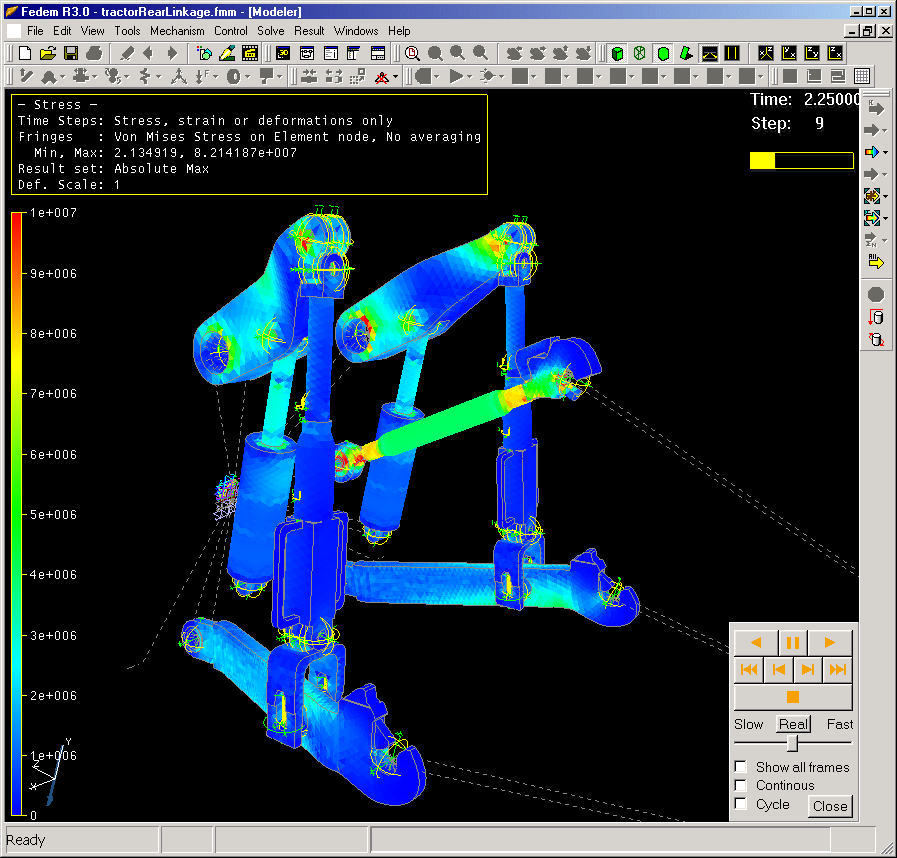 Fedem R3.0 - tractorRearLinkage.fmm - [Modeler]
File Edit View Tools Mechanism Control Solve Result Windows Help
Time: 2.25000
Step: 9
- Stress -
Time Steps: Stress, strain or deformations only
Fringes : Von Mises Stress on Element node, No averaging
Min, Max: 2.134919, 8.214187e+007
Result set: Absolute Max
Def. Scale: 1
1e+007
9e+006
8e+006
7e+006
6e+006
5e+006
4e+006
3e+006
2e+006
1e+006
0
Y
Z
X
Slow Real Fast
Show all frames
Continous
Cycle Close
Ready